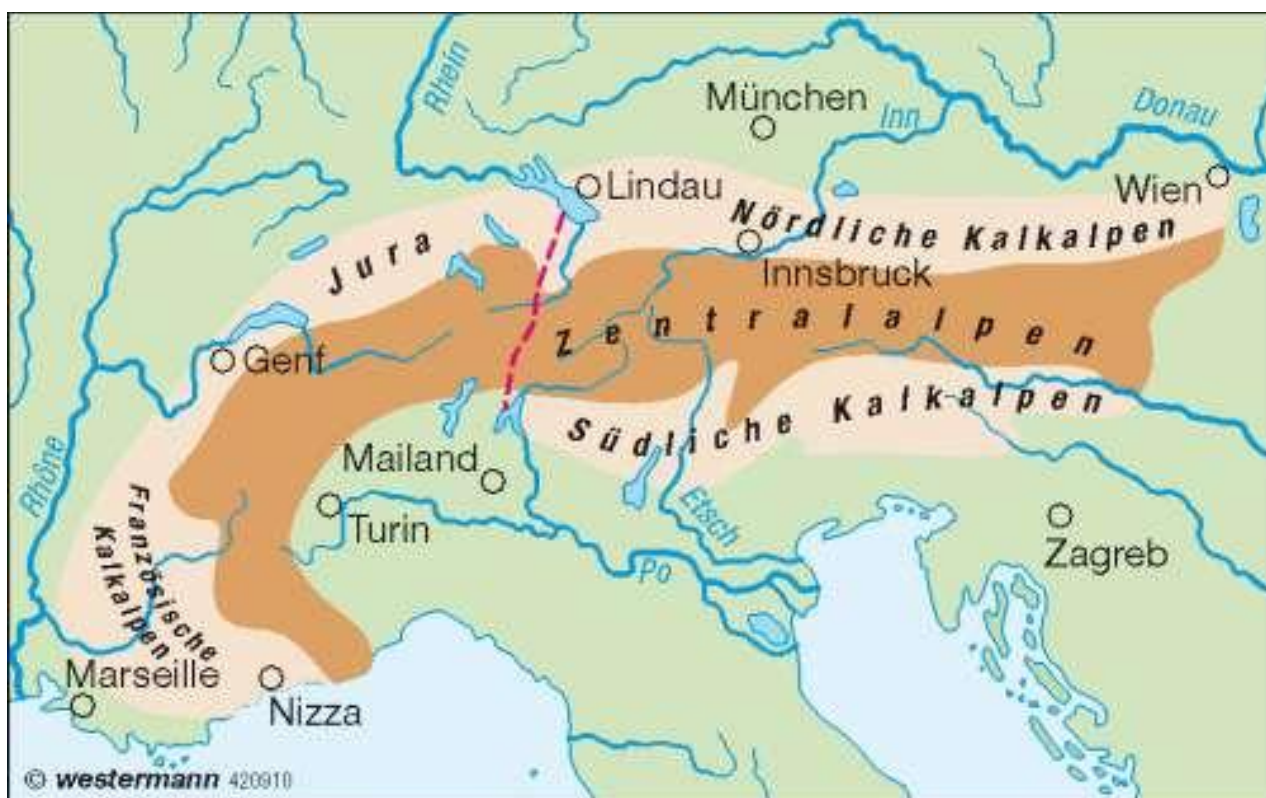 Rhein
München
Inn
Donau
Lindau
Wien
Nördliche Kalkalpen
Jura
Innsbruck
Zentralalpen
Genf
Südliche Kalkalpen
Mailand
Rhône
Turin
Etsch
Zagreb
Po
Französische
Kalkalpen
Marseille
Nizza
© westermann 420910